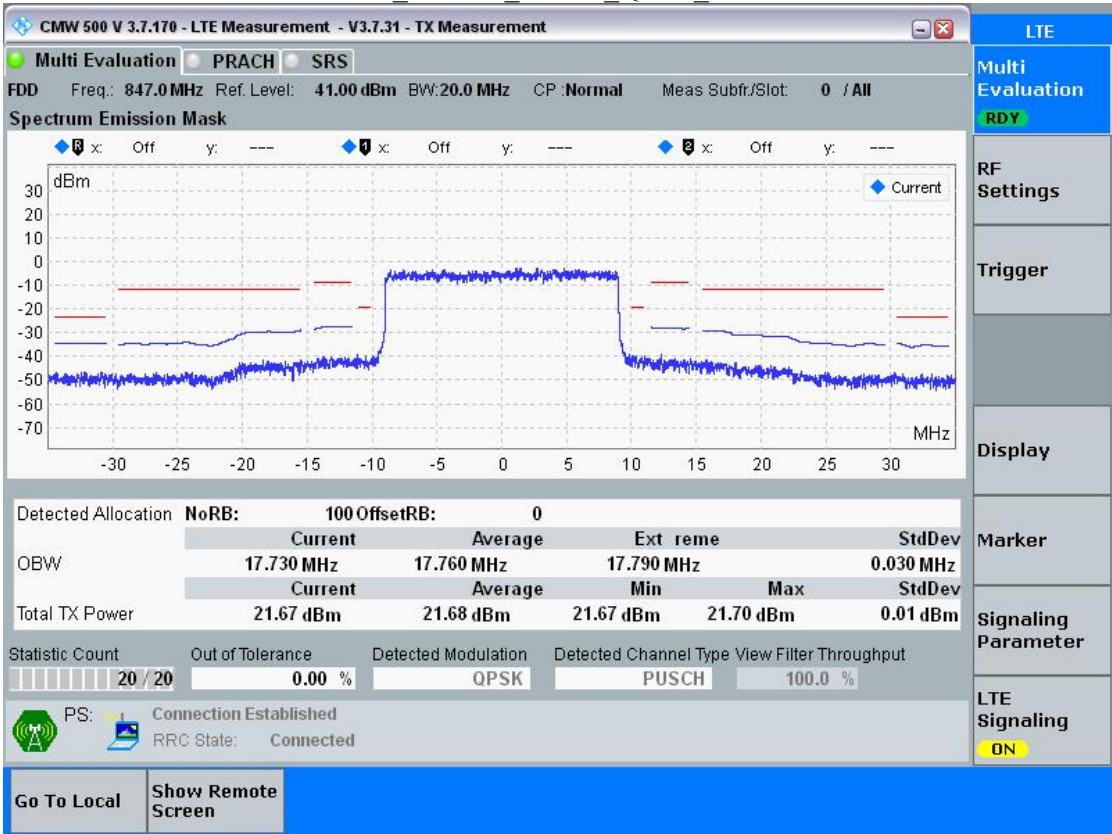 CMW 500 V 3.7.170 - LTE Measurement - V3.7.31 - TX Measurement
LTE
Multi Evaluation PRACH SRS
Multi
Evaluation
RDY
FDD Freq.: 847.0 MHz Ref. Level: 41.00 dBm BW:20.0 MHz CP :Normal Meas Subfr./Slot: 0 / All
Spectrum Emission Mask
R x: Off y: --- 1 x: Off y: --- 2 x: Off y: ---
dBm
Current
30
20
10
0
-10
-20
-30
-40
-50
-60
-70
MHz
-30 -25 -20 -15 -10 -5 0 5 10 15 20 25 30
RF
Settings
Trigger
Display
Marker
Signaling
Parameter
LTE
Signaling
ON
Detected Allocation NoRB: 100 OffsetRB: 0
Current Average Ext reme StdDev
OBW 17.730 MHz 17.760 MHz 17.790 MHz 0.030 MHz
Current Average Min Max StdDev
Total TX Power 21.67 dBm 21.68 dBm 21.67 dBm 21.70 dBm 0.01 dBm
Statistic Count Out of Tolerance Detected Modulation Detected Channel Type View Filter Throughput
20 / 20 0.00 % QPSK PUSCH 100.0 %
PS: Connection Established
RRC State: Connected
Go To Local
Show Remote
Screen